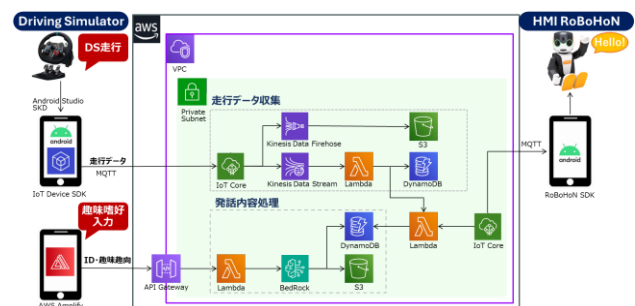 Driving Simulator
aws
HMI RoBoHoN
DS走行
Hello!
VPC
Android Studio
SKD
Private
Subnet
走行データ収集
Kinesis Data Firehose
S3
android
走行データ
MQTT
IoT Device SDK
IoT Core
Kinesis Data Stream
Lambda
DynamoDB
MQTT
android
RoBoHoN SDK
趣味嗜好
入力
発話内容処理
DynamoDB
Lambda
IoT Core
ID・趣味趣向
API Gateway
Lambda
BedRock
S3
AWS Amplify